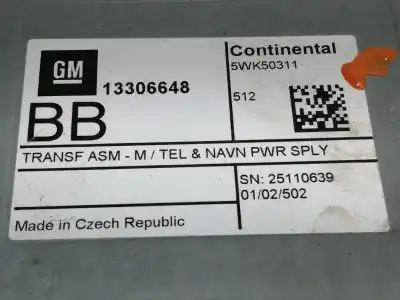 GM
13306648
BB
Continental
5WK50311
512
TRANSF ASM - M / TEL & NAVN PWR SPLY
SN: 25110639
01/02/502
Made in Czech Republic